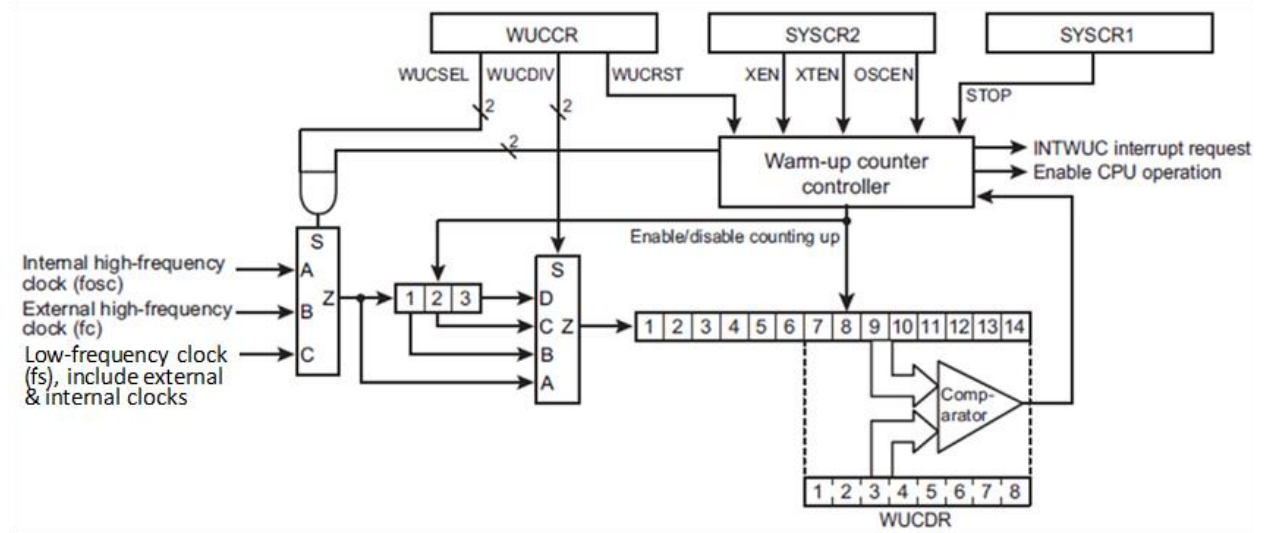 WUCCR
SYSCR2
SYSCR1
WUCSEL
WUCDIV
WUCRST
XEN
XTEN
OSCEN
STOP
2
2
2
Warm-up counter
controller
INTWUC interrupt request
Enable CPU operation
Enable/disable counting up
Internal high-frequency
clock (fosc)
External high-frequency
clock (fc)
Low-frequency clock
(fs), include external
& internal clocks
S
A
B
C
Z
1 2 3
S
D
C
B
A
Z
1 2 3 4 5 6 7 8 9 10 11 12 13 14
Comp-
arator
1 2 3 4 5 6 7 8
WUCDR